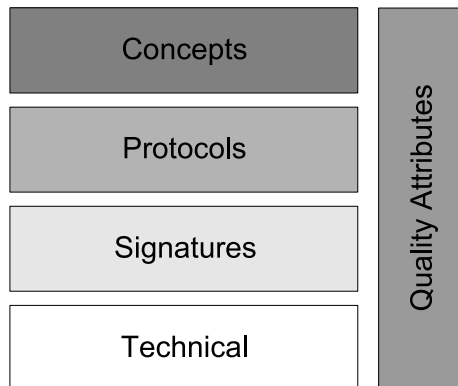 Concepts
Protocols
Signatures
Technical
Quality Attributes